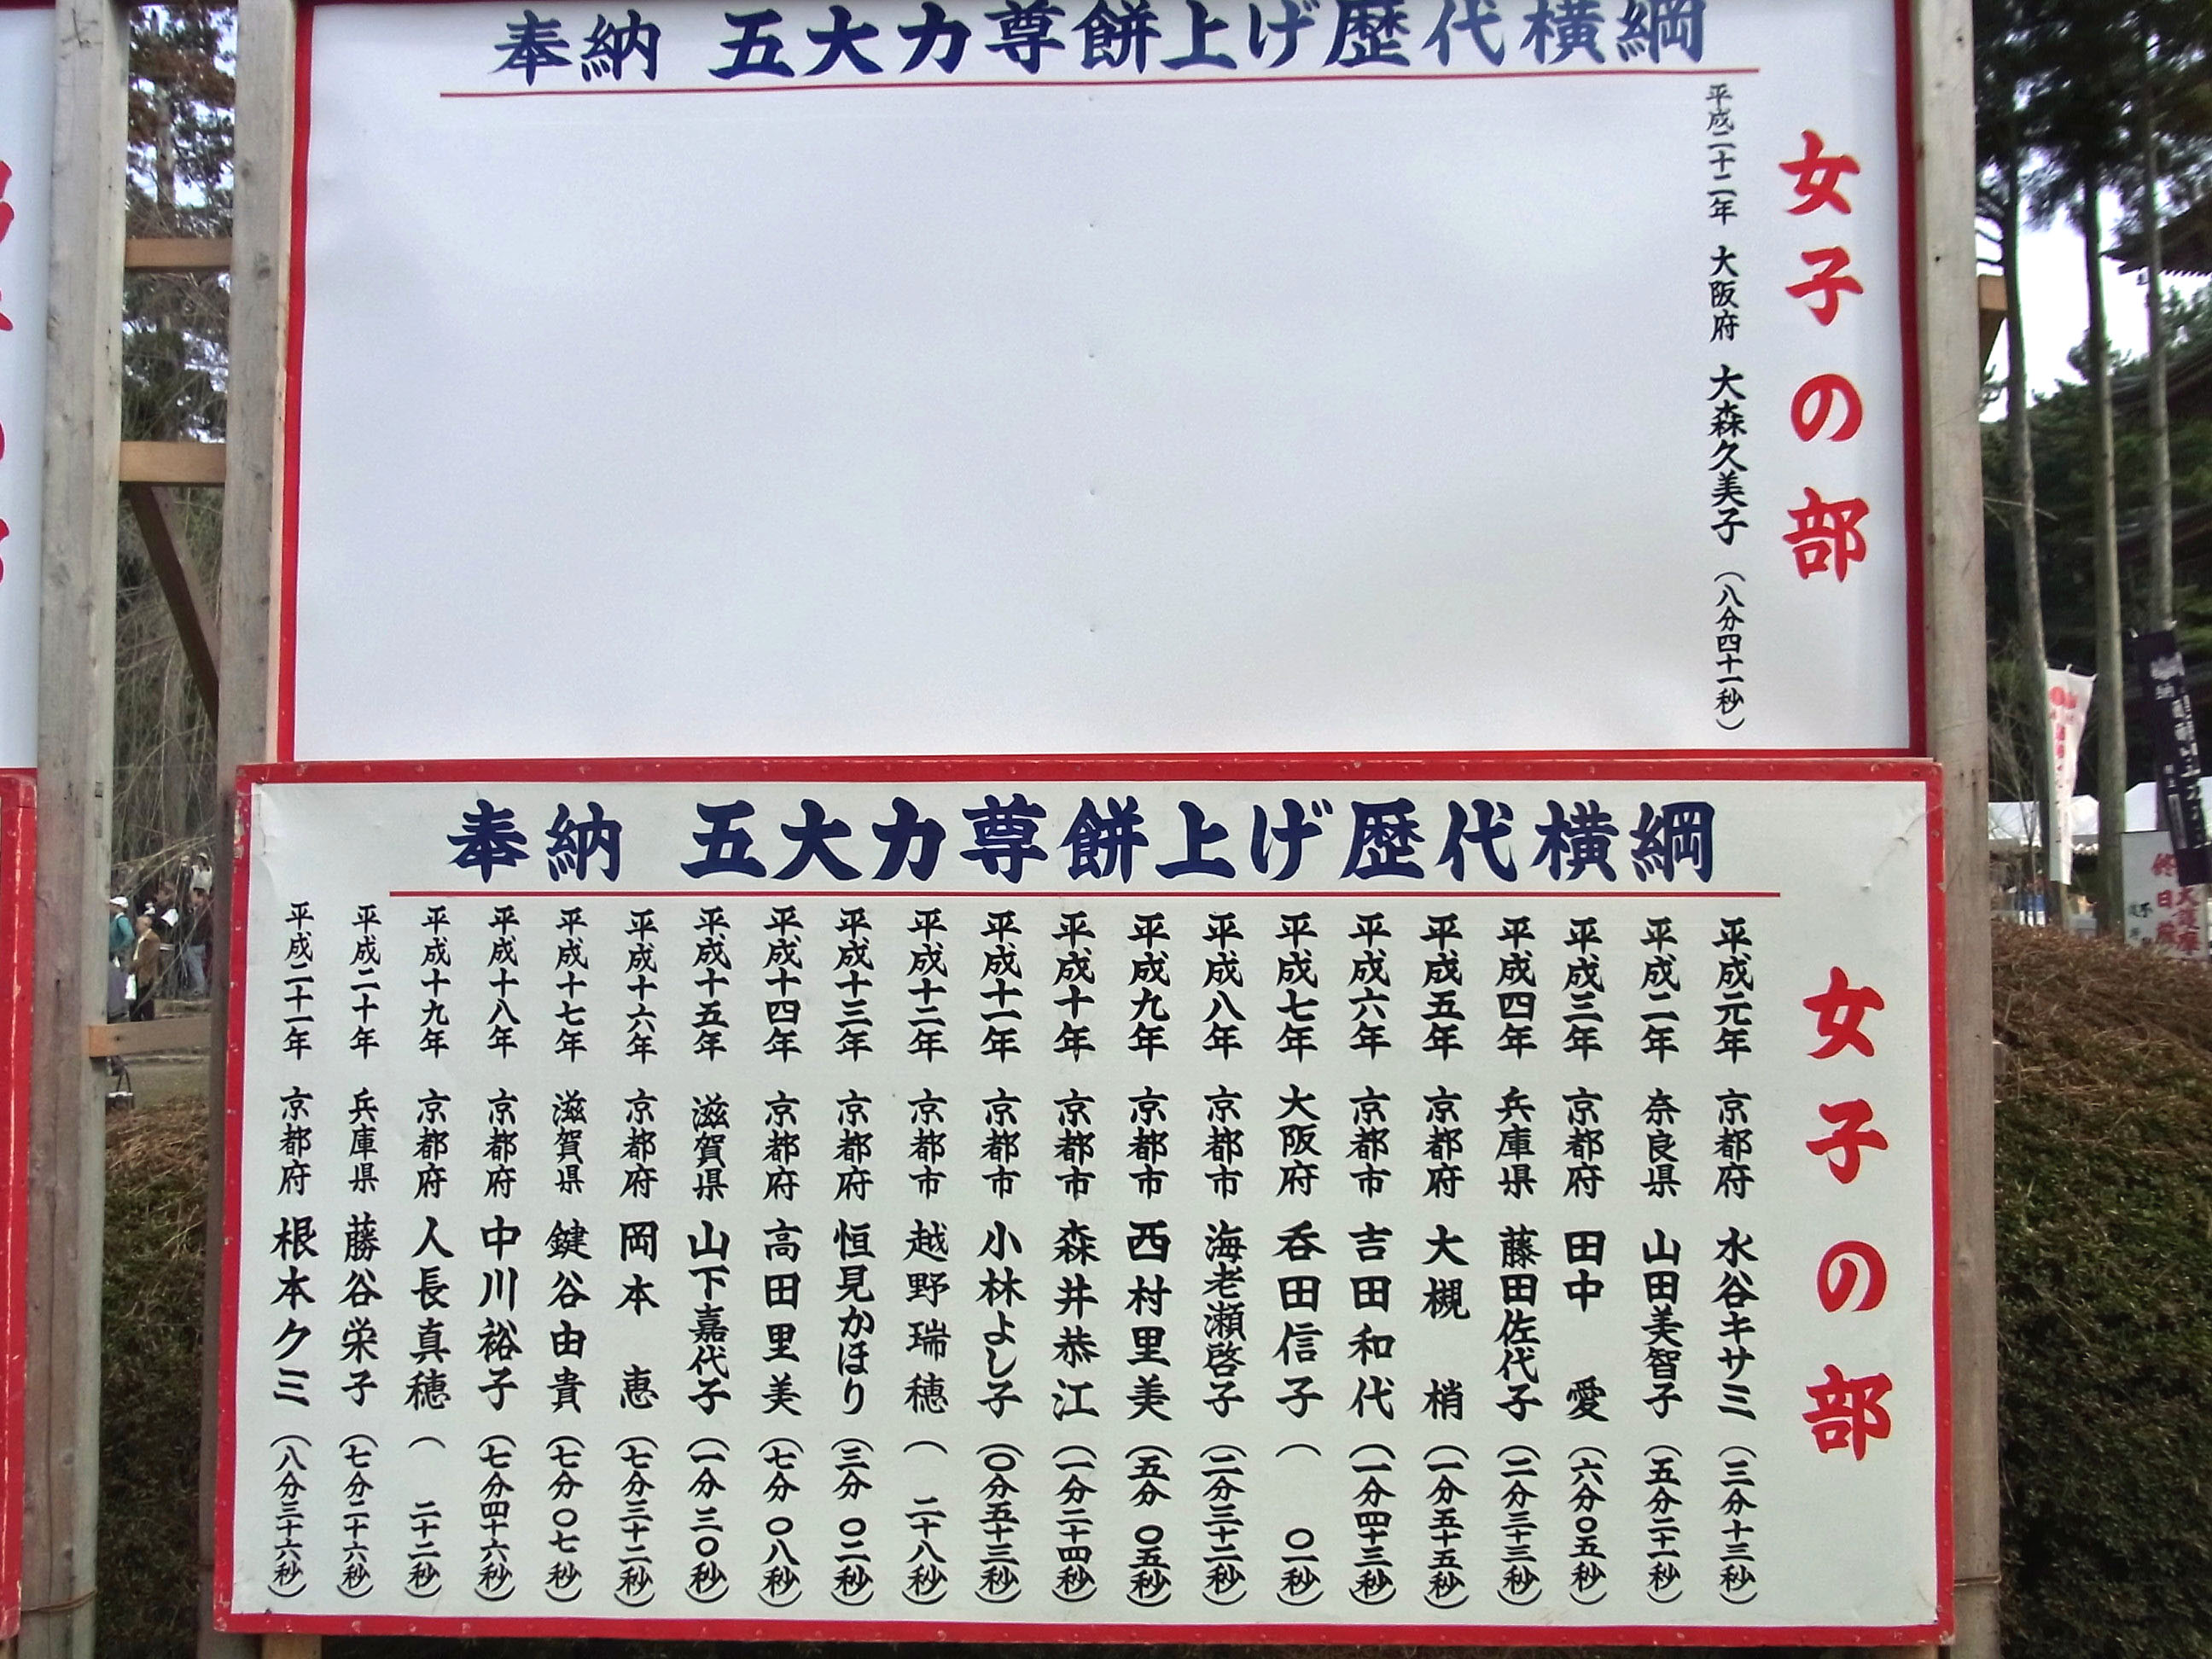 奉納 五大力尊餅上げ歴代横綱
女子の部
平成二十二年 大阪府 大森久美子 （八分四十一秒）
奉納 五大力尊餅上げ歴代横綱
女子の部
平成元年 京都府 水谷キサミ （三分十三秒）
平成二年 奈良県 山田美智子 （五分二十一秒）
平成三年 京都府 田中 愛 （六分〇五秒）
平成四年 兵庫県 藤田佐代子 （二分三十三秒）
平成五年 京都府 大槻 梢 （一分五十五秒）
平成六年 京都市 吉田和代 （一分四十三秒）
平成七年 大阪府 呑田信子 （ 〇一秒）
平成八年 京都市 海老瀬啓子 （二分三十二秒）
平成九年 京都市 西村里美 （五分 〇五秒）
平成十年 京都市 森井恭江 （一分二十四秒）
平成十一年 京都市 小林よし子 （〇分五十三秒）
平成十二年 京都市 越野瑞穂 （ 二十八秒）
平成十三年 京都府 恒見かほり （三分 〇二秒）
平成十四年 京都府 高田里美 （七分 〇八秒）
平成十五年 滋賀県 山下嘉代子 （一分 三〇秒）
平成十六年 京都府 岡本 恵 （七分三十二秒）
平成十七年 滋賀県 鍵谷由貴 （七分 〇七秒）
平成十八年 京都府 中川裕子 （七分四十六秒）
平成十九年 京都府 人長真穂 （ 二十二秒）
平成二十年 兵庫県 藤谷栄子 （七分二十六秒）
平成二十一年 京都府 根本クミ （八分三十六秒）